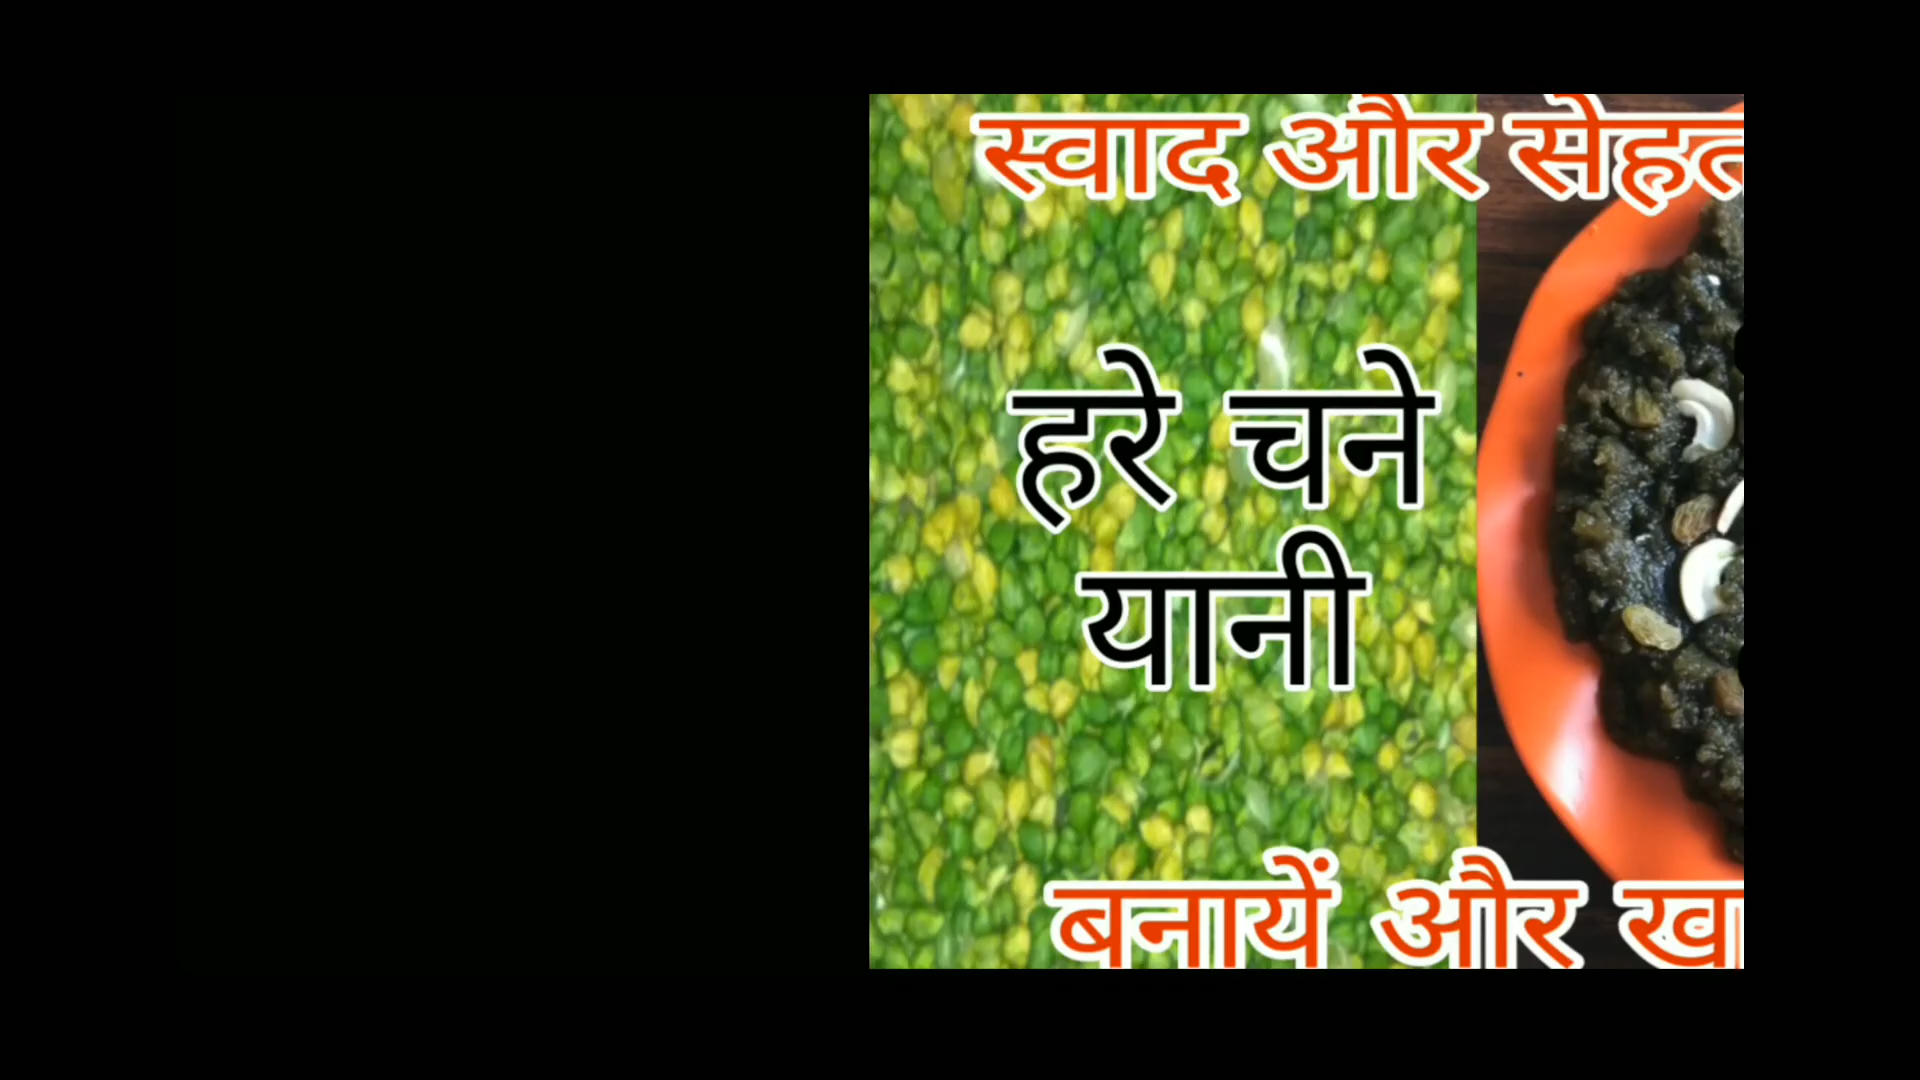 स्वाद और सेहत
हरे चने
यानी
बनायें और खा